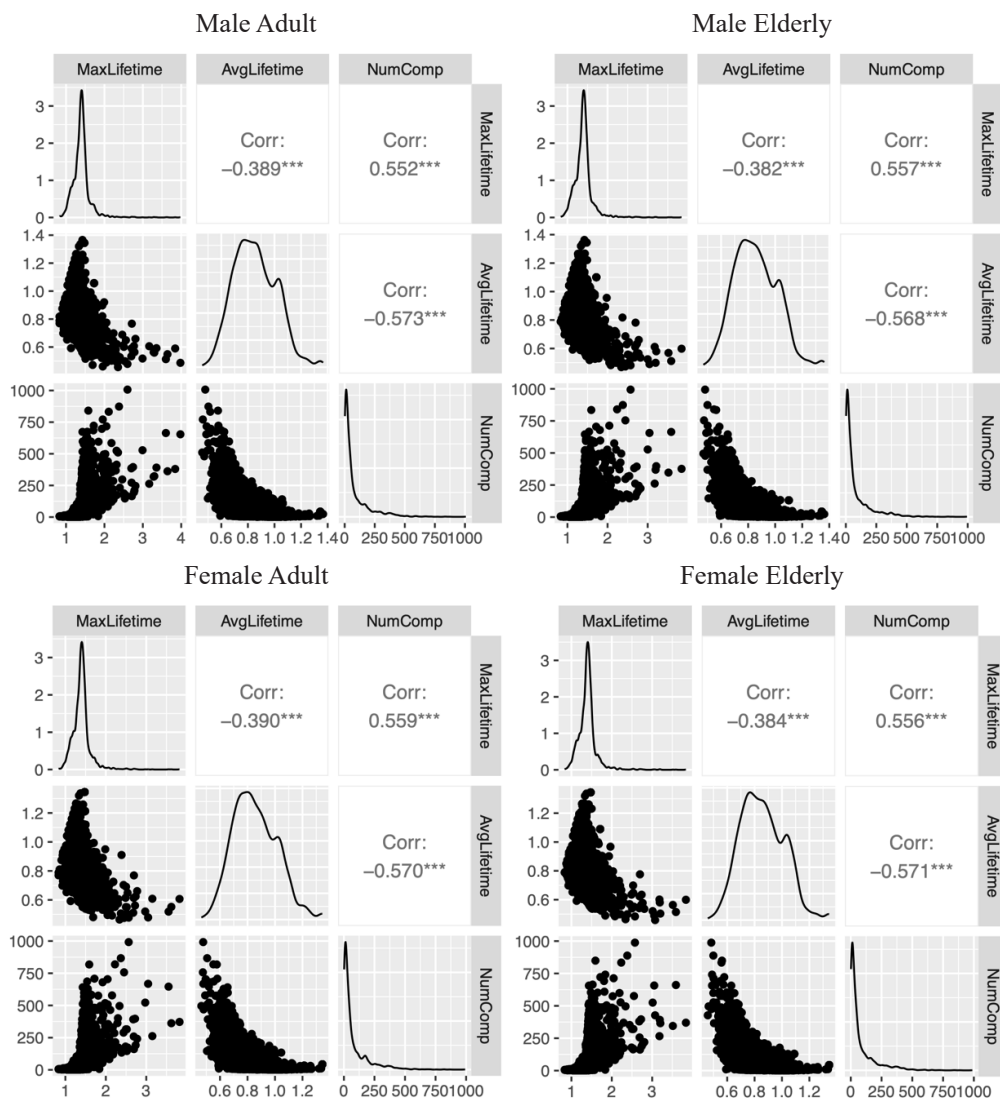 Male Adult
Male Elderly
MaxLifetime AvgLifetime NumComp
MaxLifetime AvgLifetime NumComp
3
2
1
0
Corr:
−0.389***
Corr:
0.552***
MaxLifetime
3
2
1
0
Corr:
−0.382***
Corr:
0.557***
MaxLifetime
1.4
1.2
1.0
0.8
0.6
Corr:
−0.573***
AvgLifetime
1.4
1.2
1.0
0.8
0.6
Corr:
−0.568***
AvgLifetime
1000
750
500
250
0
NumComp
1000
750
500
250
0
NumComp
1 2 3 4 0.6 0.8 1.0 1.2 1.4 0 250 500 750 1000
1 2 3 0.6 0.8 1.0 1.2 1.4 0 250 500 750 1000
Female Adult
Female Elderly
MaxLifetime AvgLifetime NumComp
MaxLifetime AvgLifetime NumComp
3
2
1
0
Corr:
−0.390***
Corr:
0.559***
MaxLifetime
3
2
1
0
Corr:
−0.384***
Corr:
0.556***
MaxLifetime
1.2
1.0
0.8
0.6
Corr:
−0.570***
AvgLifetime
1.2
1.0
0.8
0.6
Corr:
−0.571***
AvgLifetime
1000
750
500
250
0
NumComp
1000
750
500
250
0
NumComp
1 2 3 0.6 0.8 1.0 1.2 0 250 500 750 1000
1 2 3 0.6 0.8 1.0 1.2 0 250 500 750 1000